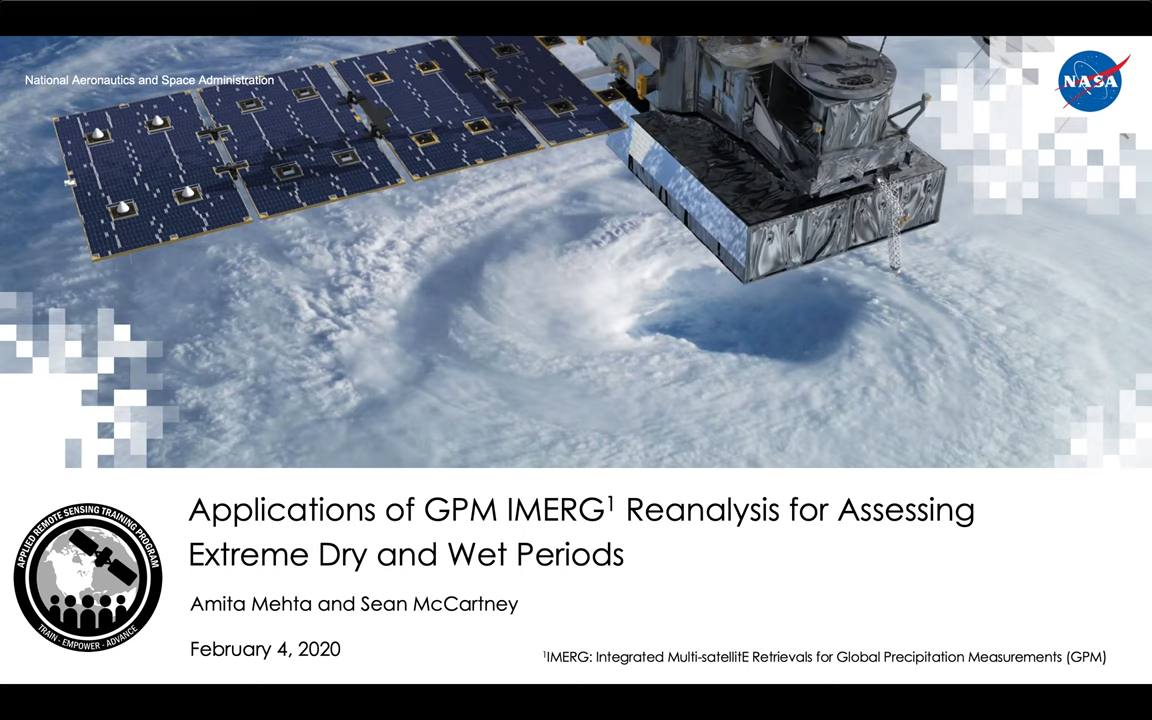 National Aeronautics and Space Administration
NASA
Applications of GPM IMERG¹ Reanalysis for Assessing
Extreme Dry and Wet Periods
Amita Mehta and Sean McCartney
February 4, 2020
¹IMERG: Integrated Multi-satellitE Retrievals for Global Precipitation Measurements (GPM)
APPLIED REMOTE SENSING TRAINING PROGRAM
TRAIN - EMPOWER - ADVANCE